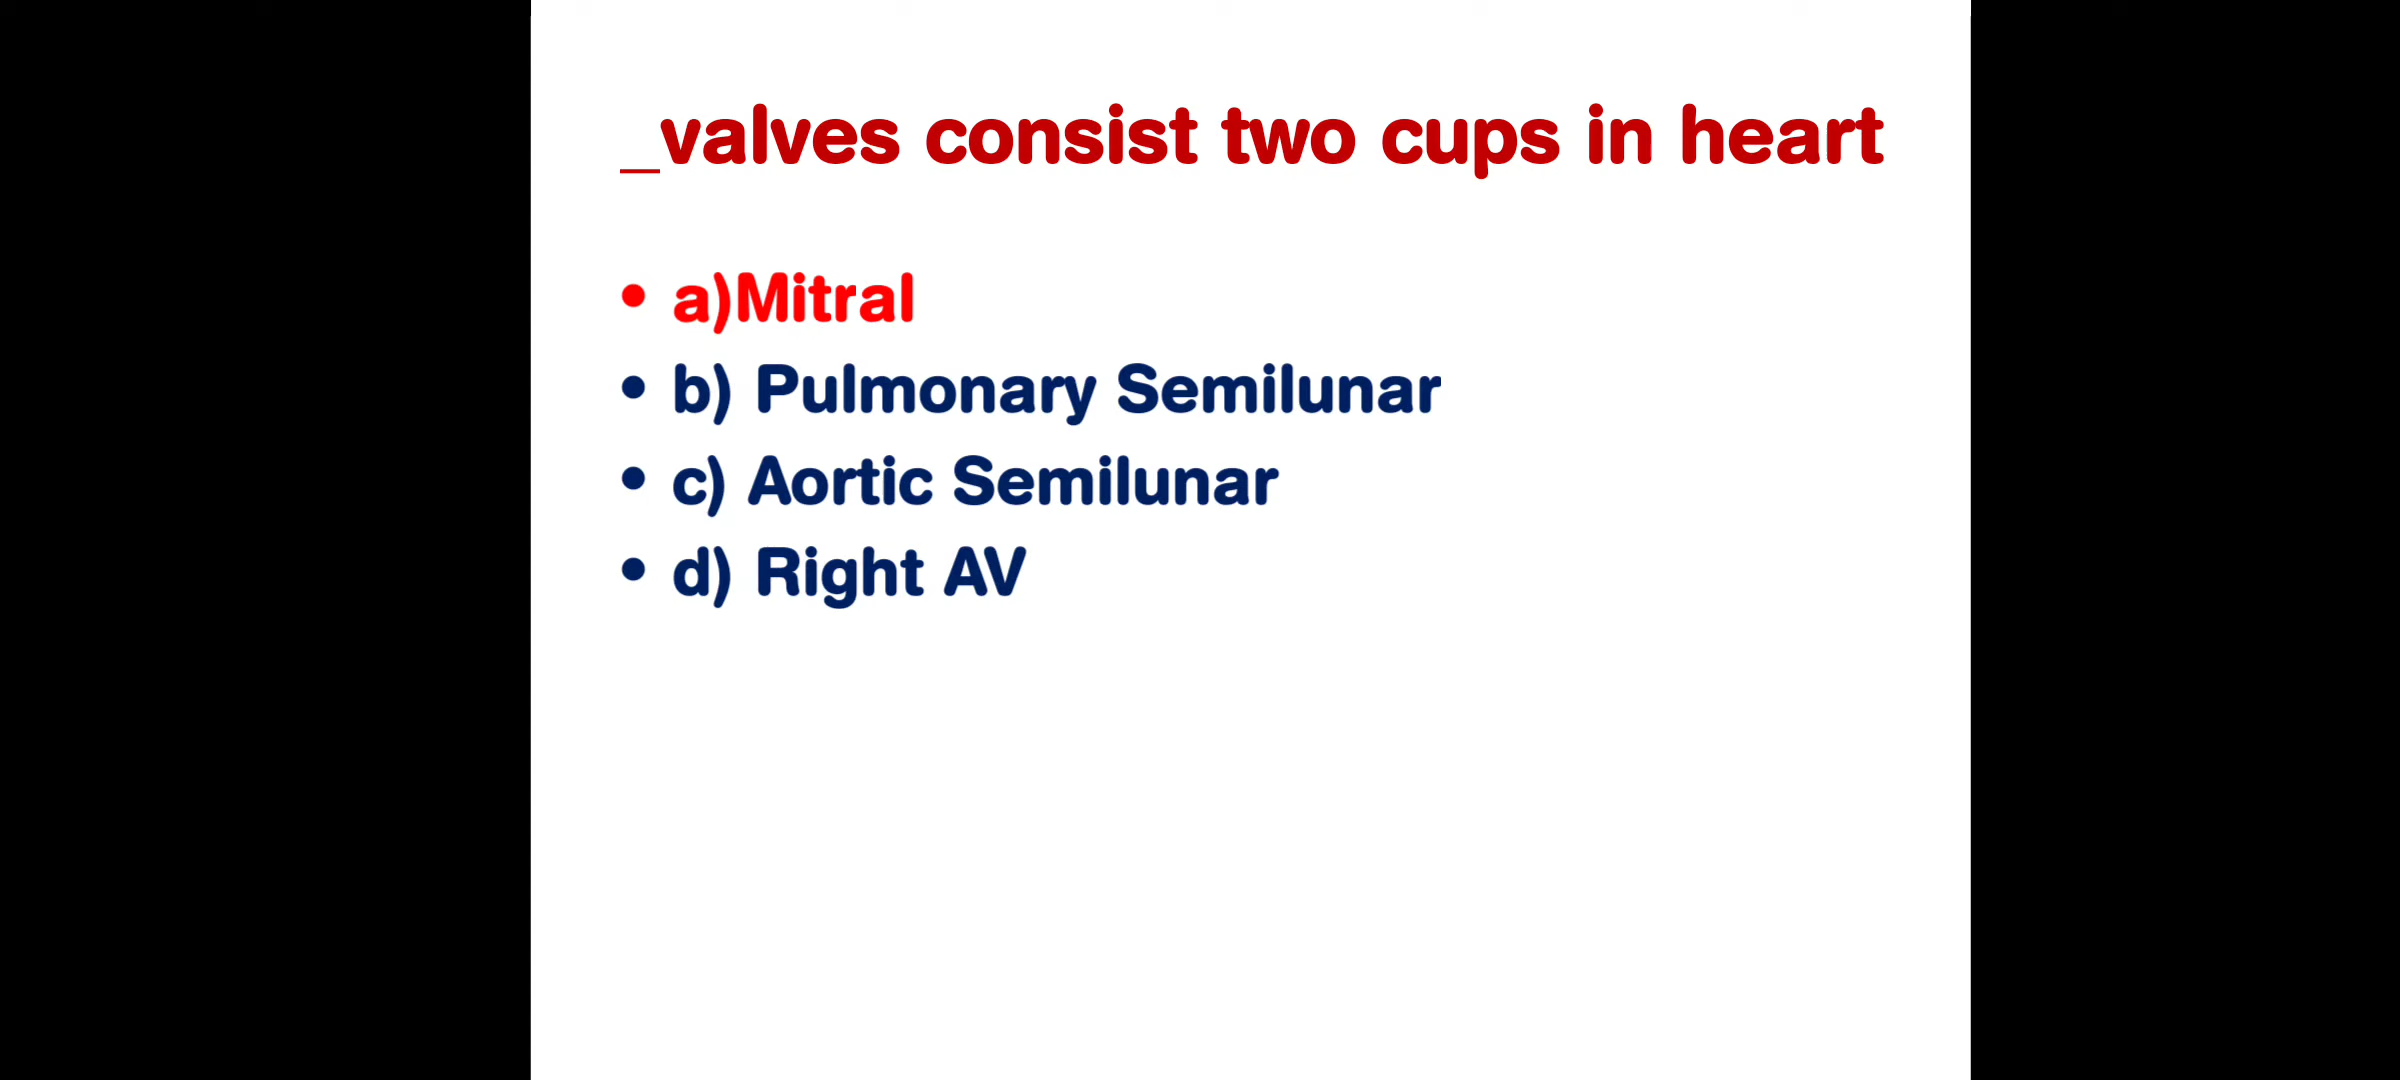 _valves consist two cups in heart
• a)Mitral
• b) Pulmonary Semilunar
• c) Aortic Semilunar
• d) Right AV